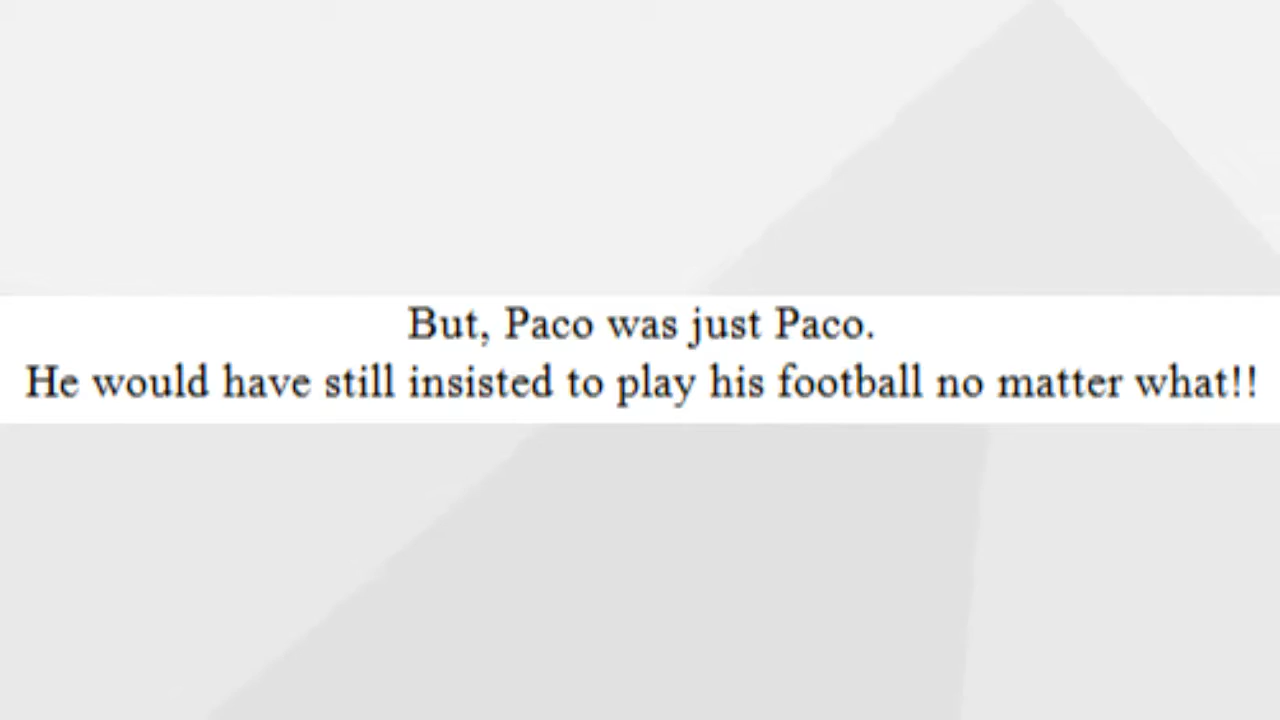 But, Paco was just Paco.
He would have still insisted to play his football no matter what!!